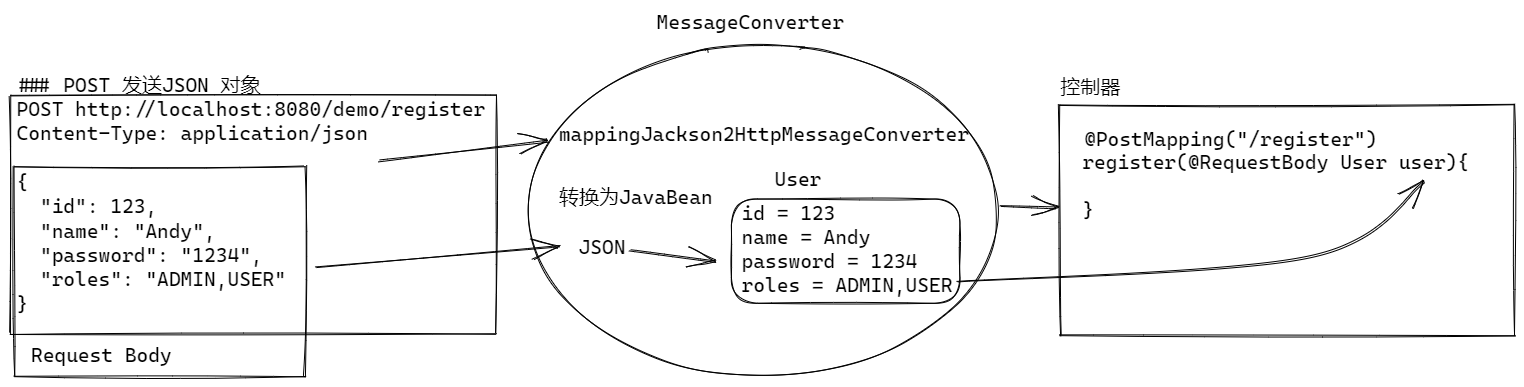 MessageConverter
### POST 发送JSON 对象
POST http://localhost:8080/demo/register
Content-Type: application/json
{
"id": 123,
"name": "Andy",
"password": "1234",
"roles": "ADMIN,USER"
}
Request Body
mappingJackson2HttpMessageConverter
转换为JavaBean
JSON
User
id = 123
name = Andy
password = 1234
roles = ADMIN,USER
控制器
@PostMapping("/register")
register(@RequestBody User user){
}